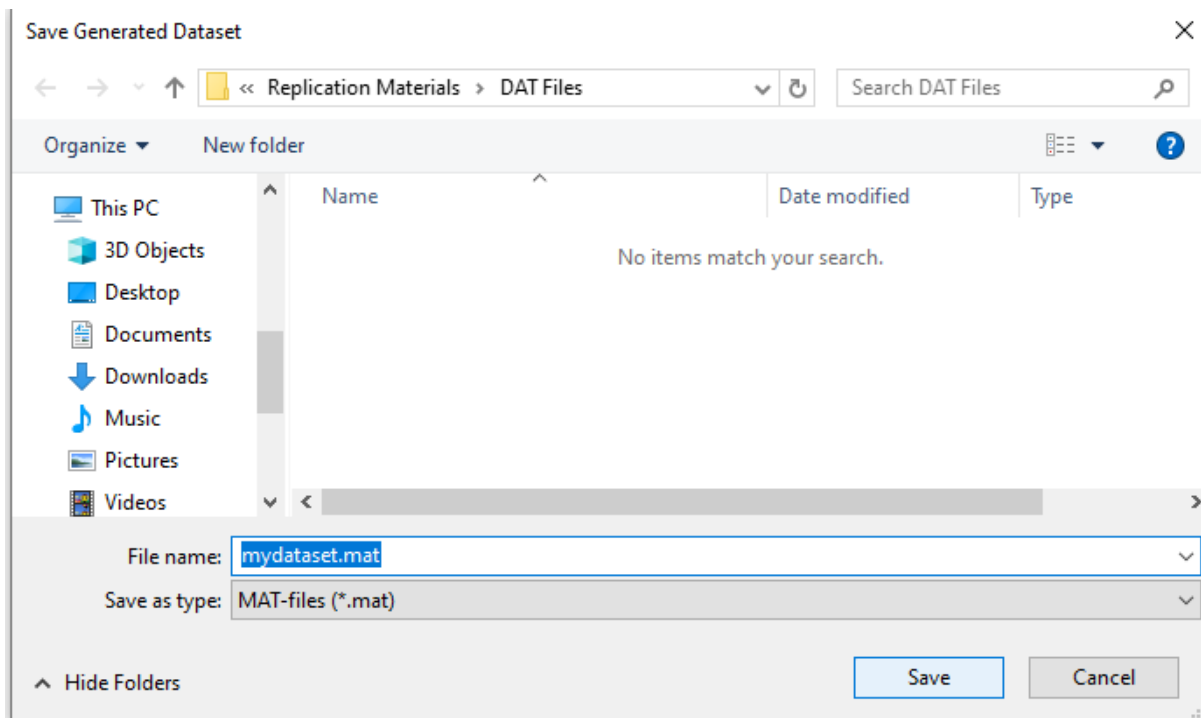 Save Generated Dataset
« Replication Materials > DAT Files
Search DAT Files
Organize
New folder
?
This PC
3D Objects
Desktop
Documents
Downloads
Music
Pictures
Videos
Name
Date modified
Type
No items match your search.
File name: mydataset.mat
Save as type: MAT-files (*.mat)
Hide Folders
Save
Cancel